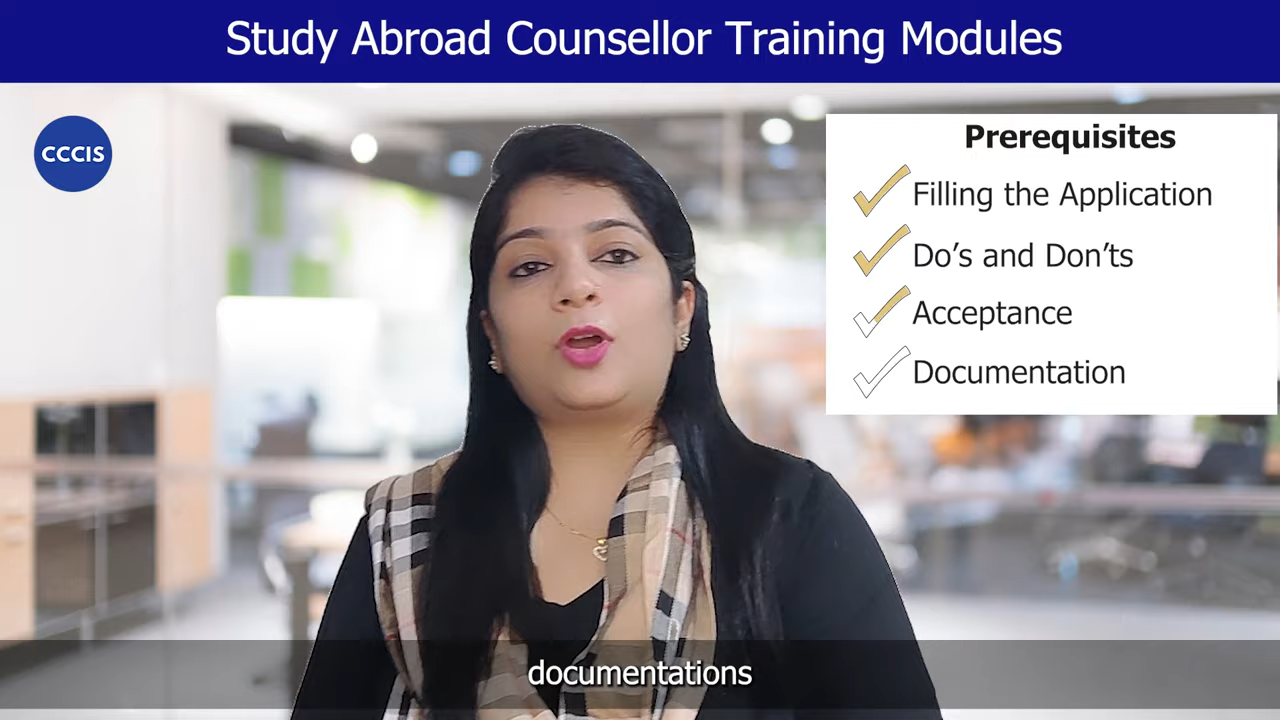 Study Abroad Counsellor Training Modules
CCCIS
Prerequisites
Filling the Application
Do’s and Don’ts
Acceptance
Documentation
documentations